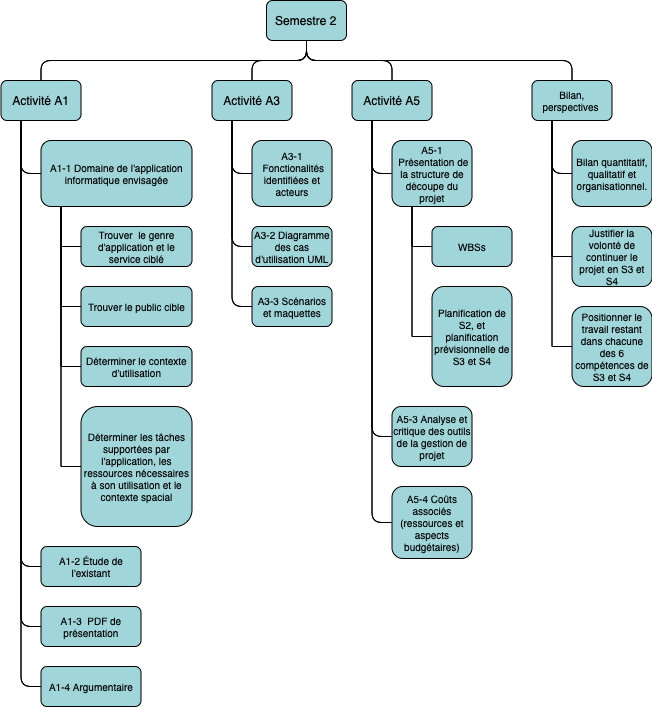 Semestre 2
Activité A1
Activité A3
Activité A5
Bilan,
perspectives
A1-1 Domaine de l'application
informatique envisagée
Trouver le genre
d'application et le
service ciblé
Trouver le public cible
Déterminer le contexte
d'utilisation
Déterminer les tâches
supportées par
l'application, les
ressources nécessaires
à son utilisation et le
contexte spacial
A1-2 Étude de
l'existant
A1-3 PDF de
présentation
A1-4 Argumentaire
A3-1
Fonctionalités
identifiées et
acteurs
A3-2 Diagramme
des cas
d'utilisation UML
A3-3 Scénarios
et maquettes
A5-1
Présentation de
la structure de
découpe du
projet
WBSs
Planification de
S2, et
planification
prévisionnelle de
S3 et S4
A5-3 Analyse et
critique des outils
de la gestion de
projet
A5-4 Coûts
associés
(ressources et
aspects
budgétaires)
Bilan quantitatif,
qualitatif et
organisationnel.
Justifier la
volonté de
continuer le
projet en S3 et
S4
Positionner le
travail restant
dans chacune
des 6
compétences de
S3 et S4